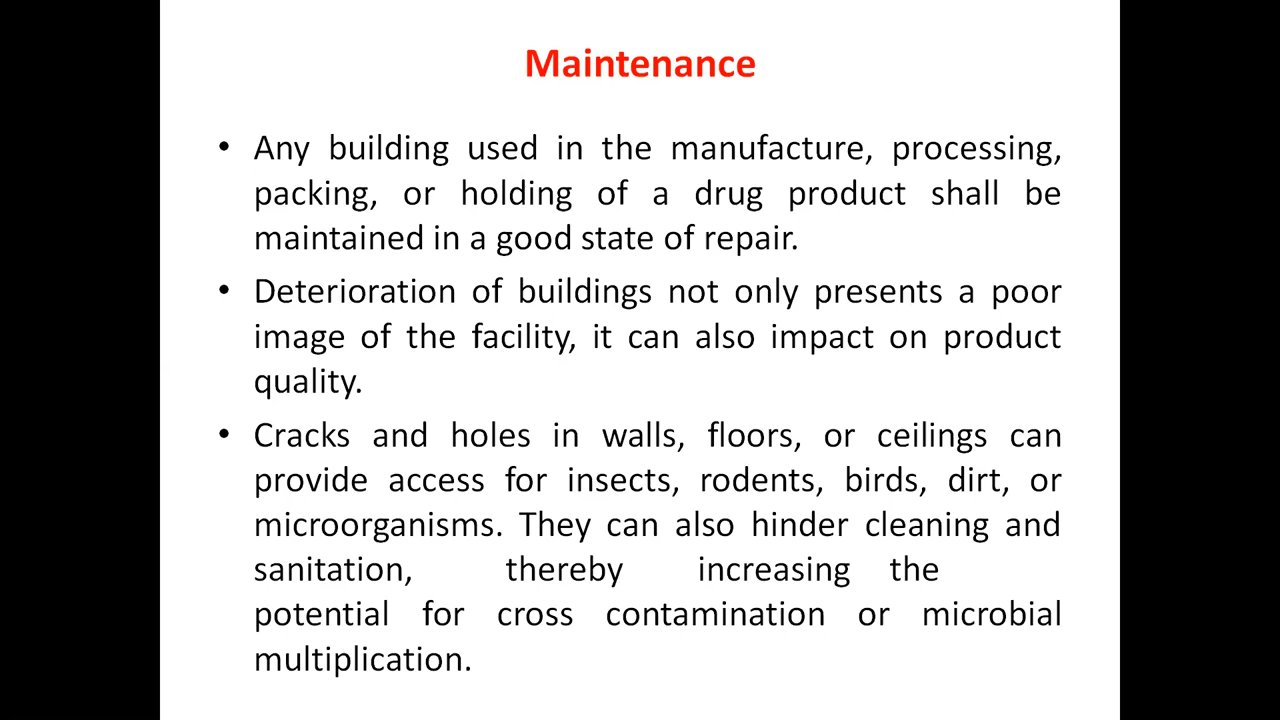 Maintenance
• Any building used in the manufacture, processing,
packing, or holding of a drug product shall be
maintained in a good state of repair.
• Deterioration of buildings not only presents a poor
image of the facility, it can also impact on product
quality.
• Cracks and holes in walls, floors, or ceilings can
provide access for insects, rodents, birds, dirt, or
microorganisms. They can also hinder cleaning and
sanitation, thereby increasing the
potential for cross contamination or microbial
multiplication.